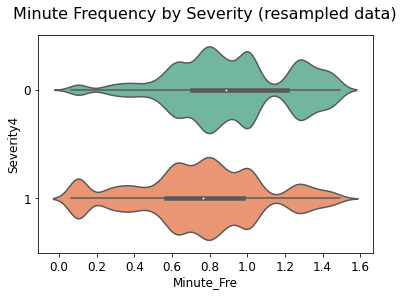 Minute Frequency by Severity (resampled data)
0
1
Severity4
0.0 0.2 0.4 0.6 0.8 1.0 1.2 1.4 1.6
Minute_Fre